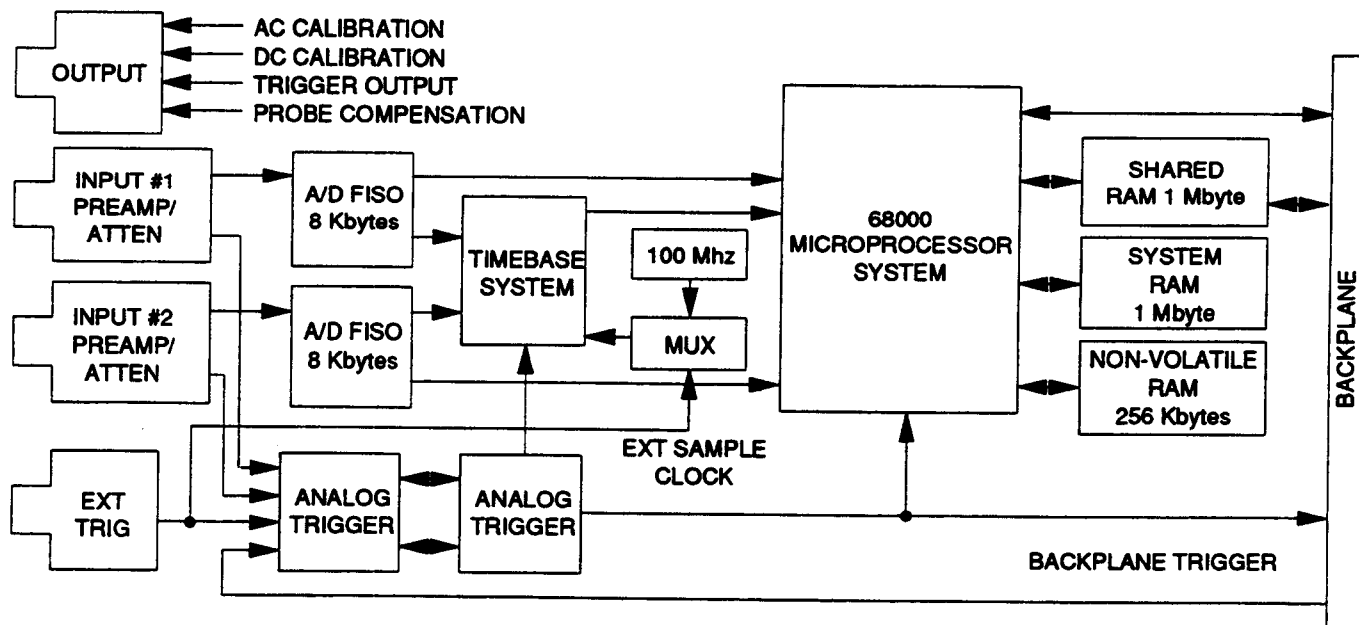 AC CALIBRATION
DC CALIBRATION
TRIGGER OUTPUT
PROBE COMPENSATION
OUTPUT
INPUT #1
PREAMP/
ATTEN
A/D FISO
8 Kbytes
TIMEBASE
SYSTEM
100 Mhz
MUX
68000
MICROPROCESSOR
SYSTEM
SHARED
RAM 1 Mbyte
SYSTEM
RAM
1 Mbyte
NON-VOLATILE
RAM
256 Kbytes
BACKPLANE
INPUT #2
PREAMP/
ATTEN
A/D FISO
8 Kbytes
EXT SAMPLE
CLOCK
EXT
TRIG
ANALOG
TRIGGER
ANALOG
TRIGGER
BACKPLANE TRIGGER